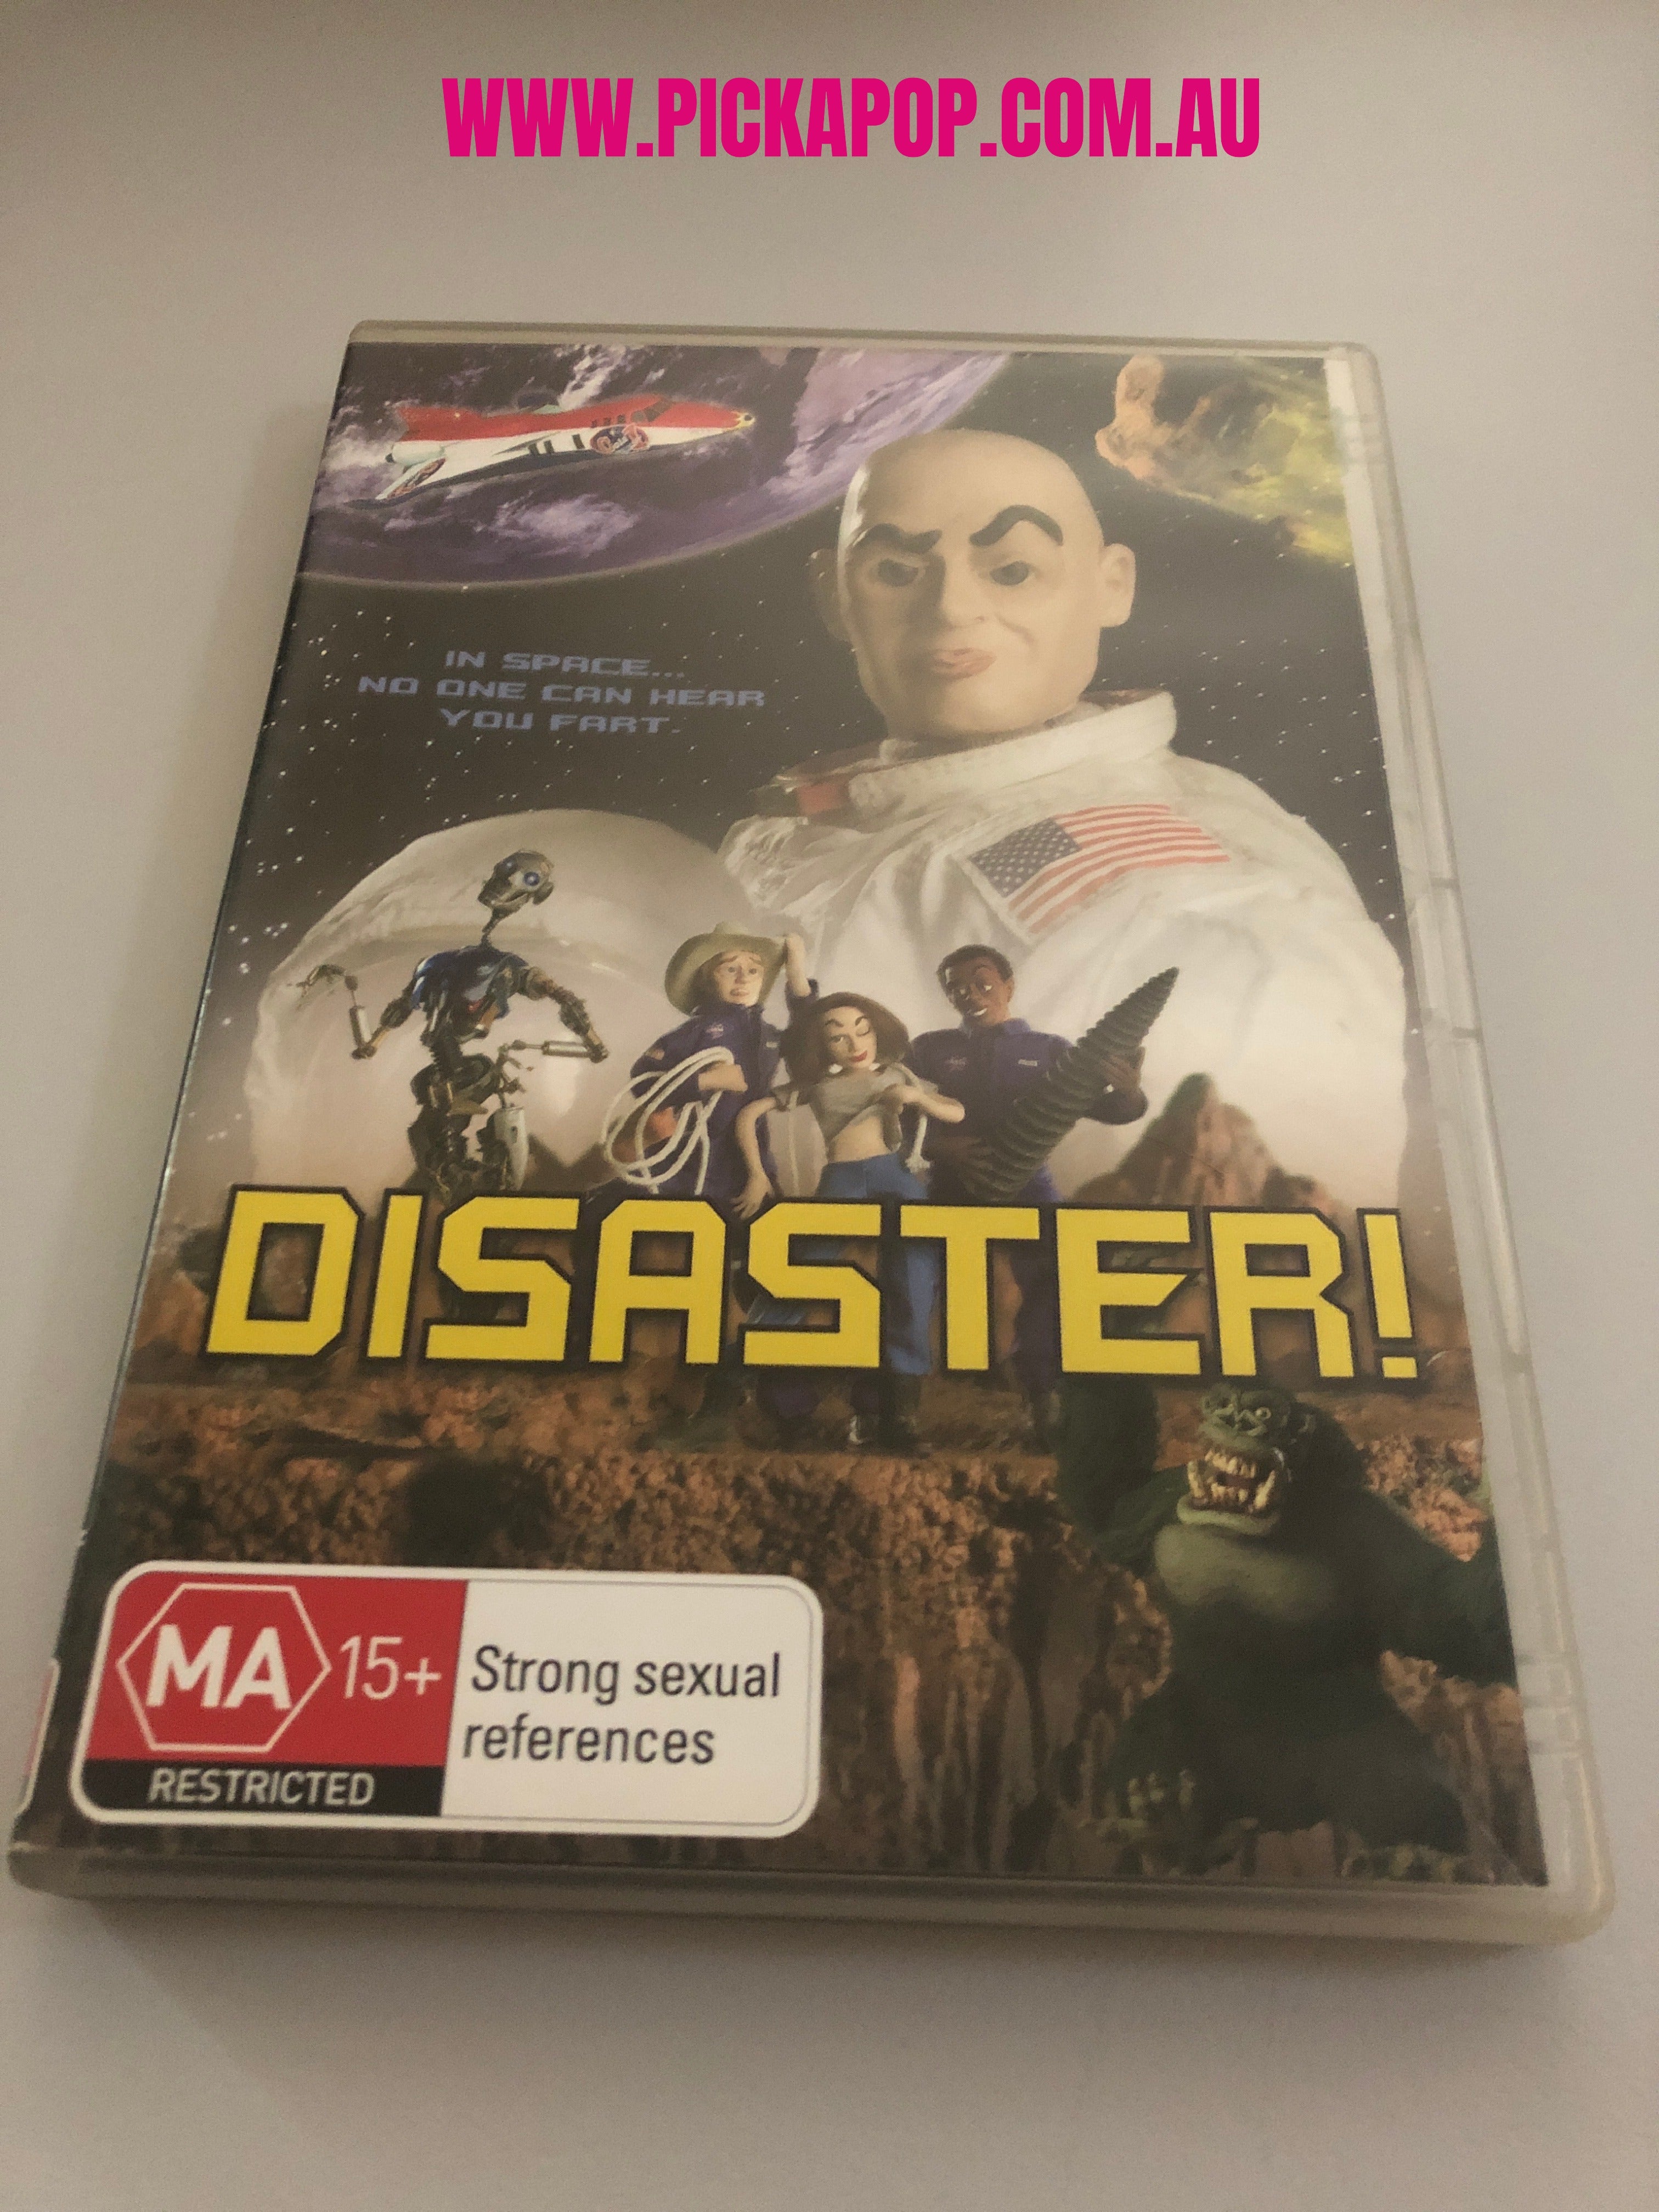 WWW.PICKAPOP.COM.AU
IN SPACE...
NO ONE CAN HEAR
YOU FART.
DISASTER!
MA 15+
RESTRICTED
Strong sexual
references